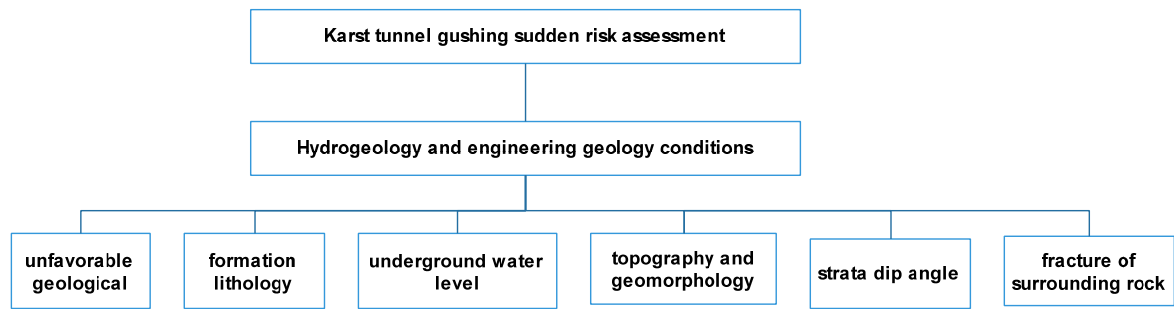 Karst tunnel gushing sudden risk assessment
Hydrogeology and engineering geology conditions
unfavorable
geological
formation
lithology
underground water
level
topography and
geomorphology
strata dip angle
fracture of
surrounding rock